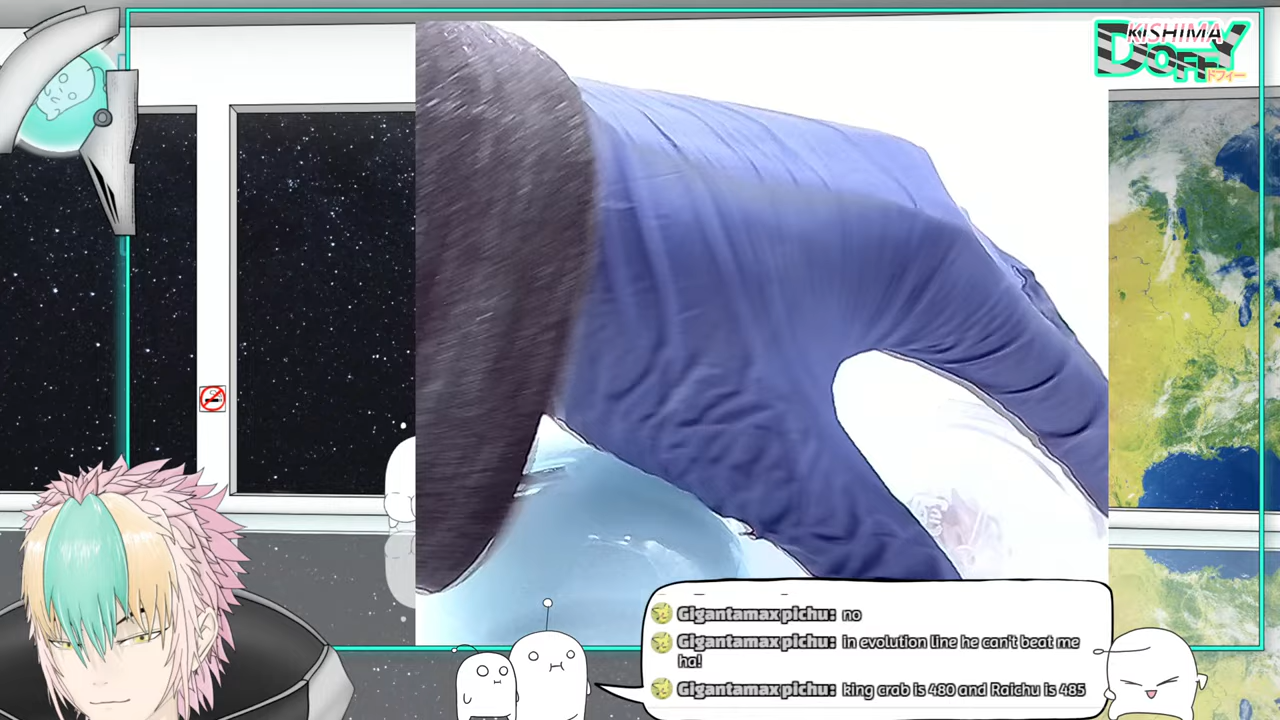 KISHIMA
DOFFY
ドフィー
Gigantamax pichu: no
Gigantamax pichu: in evolution line he can't beat me
ha!
Gigantamax pichu: king crab is 480 and Raichu is 485